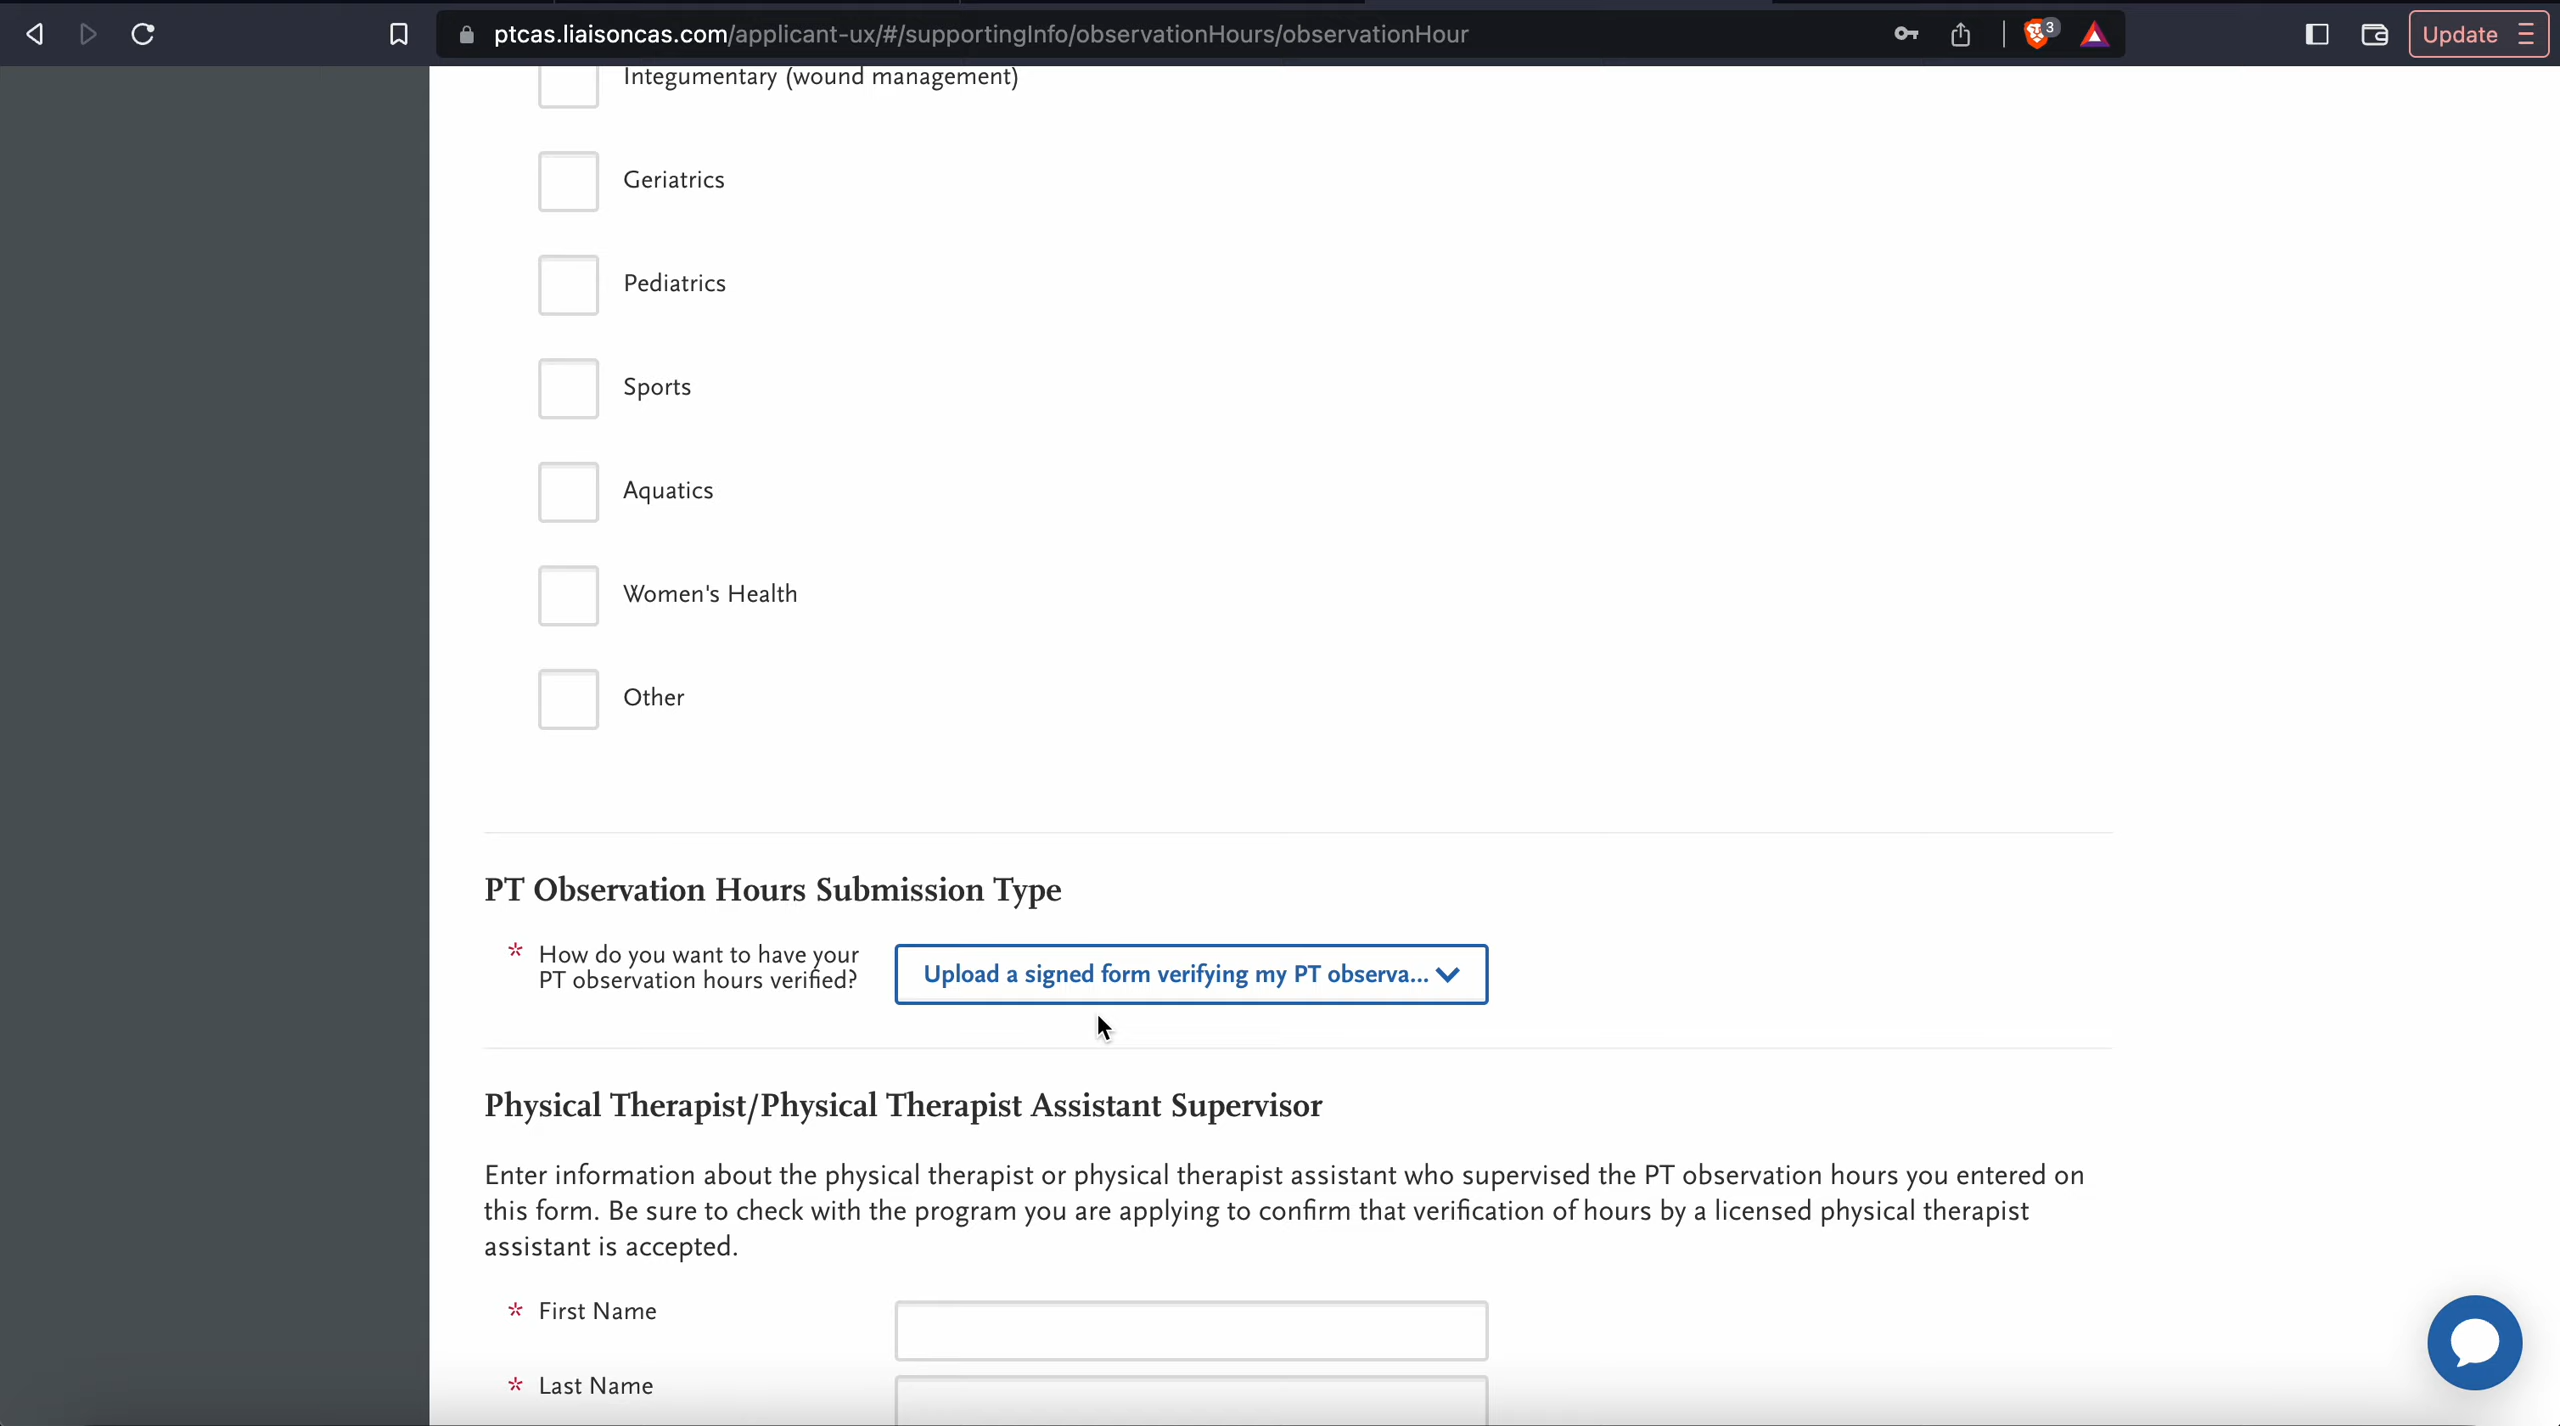 ptcas.liaisoncas.com/applicant-ux/#/supportingInfo/observationHours/observationHour
3
Update
Integumentary (wound management)
Geriatrics
Pediatrics
Sports
Aquatics
Women's Health
Other
PT Observation Hours Submission Type
* How do you want to have your
PT observation hours verified?
Upload a signed form verifying my PT observa...
Physical Therapist/Physical Therapist Assistant Supervisor
Enter information about the physical therapist or physical therapist assistant who supervised the PT observation hours you entered on
this form. Be sure to check with the program you are applying to confirm that verification of hours by a licensed physical therapist
assistant is accepted.
* First Name
* Last Name